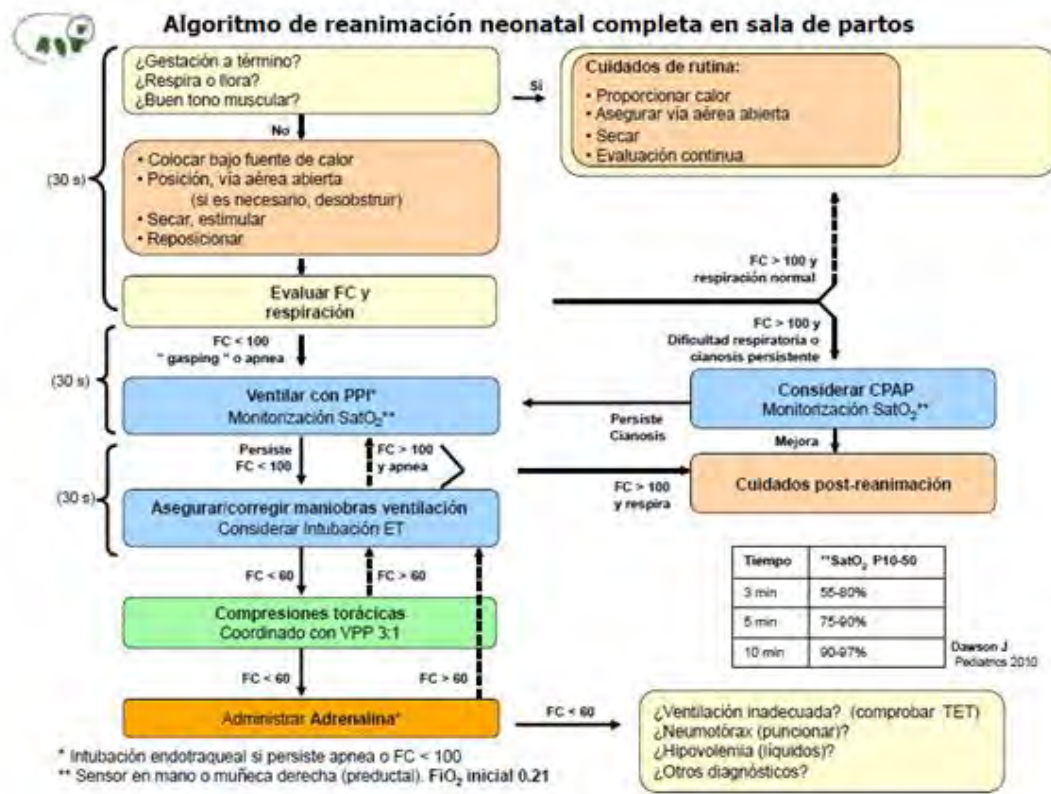 Algoritmo de reanimación neonatal completa en sala de partos
¿Gestación a término?
¿Respira o llora?
¿Buen tono muscular?
Si
Cuidados de rutina:
• Proporcionar calor
• Asegurar vía aérea abierta
• Secar
• Evaluación continua
No
(30 s)
• Colocar bajo fuente de calor
• Posición, vía aérea abierta
(si es necesario, desobstruir)
• Secar, estimular
• Reposicionar
FC > 100 y
respiración normal
Evaluar FC y
respiración
FC > 100 y
Dificultad respiratoria o
cianosis persistente
FC < 100
" gasping " o apnea
(30 s)
Ventilar con PPI*
Monitorización SatO₂**
Considerar CPAP
Monitorización SatO₂**
Persiste
Cianosis
Mejora
Persiste
FC < 100
FC > 100
y apnea
(30 s)
FC > 100
y respira
Cuidados post-reanimación
Asegurar/corregir maniobras ventilación
Considerar Intubación ET
FC < 60
FC > 60
Compresiones torácicas
Coordinado con VPP 3:1
Tiempo **SatO₂ P10-50
3 min 55-80%
5 min 75-90%
10 min 90-97%
Dawson J
Pediatrics 2010
FC < 60
FC > 60
Administrar Adrenalina*
FC < 60
¿Ventilación inadecuada? (comprobar TET)
¿Neumotórax (puncionar)?
¿Hipovolemia (líquidos)?
¿Otros diagnósticos?
* Intubación endotraqueal si persiste apnea o FC < 100
** Sensor en mano o muñeca derecha (preductal). FiO₂ inicial 0.21